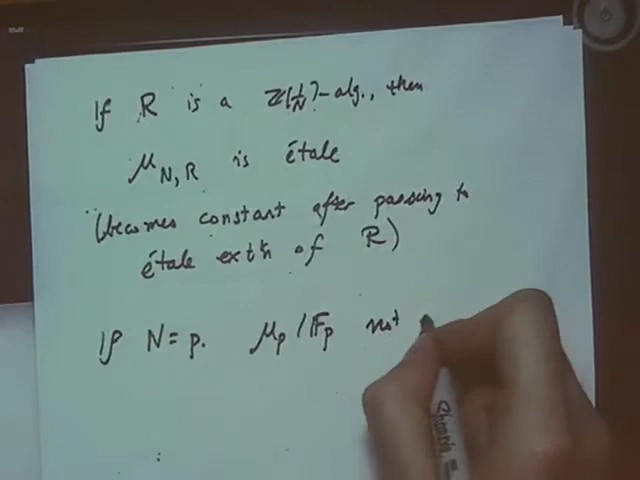 If R is a ℤ[1/N]-alg., then
μ_{N,R} is étale
(becomes constant after passing to
étale extn of R)
If N = p. μ_p / 𝔽_p not
Sharpie